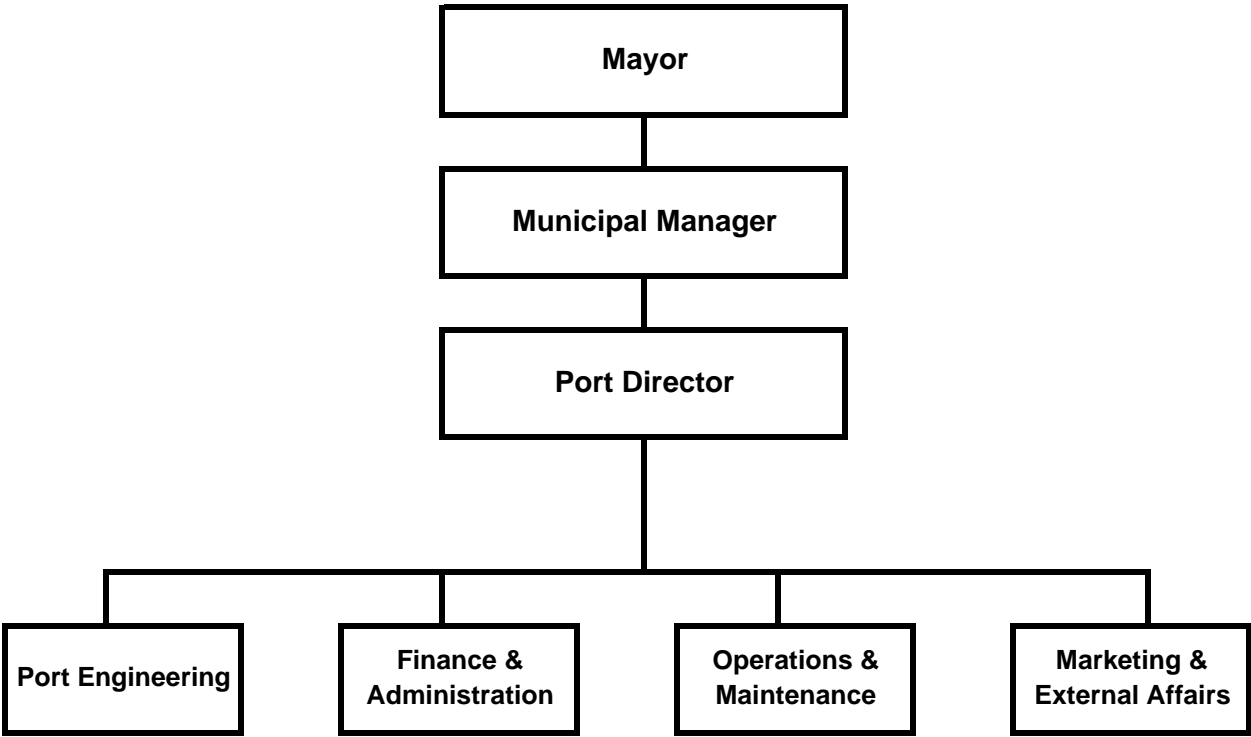 Mayor
Municipal Manager
Port Director
Port Engineering
Finance &
Administration
Operations &
Maintenance
Marketing &
External Affairs